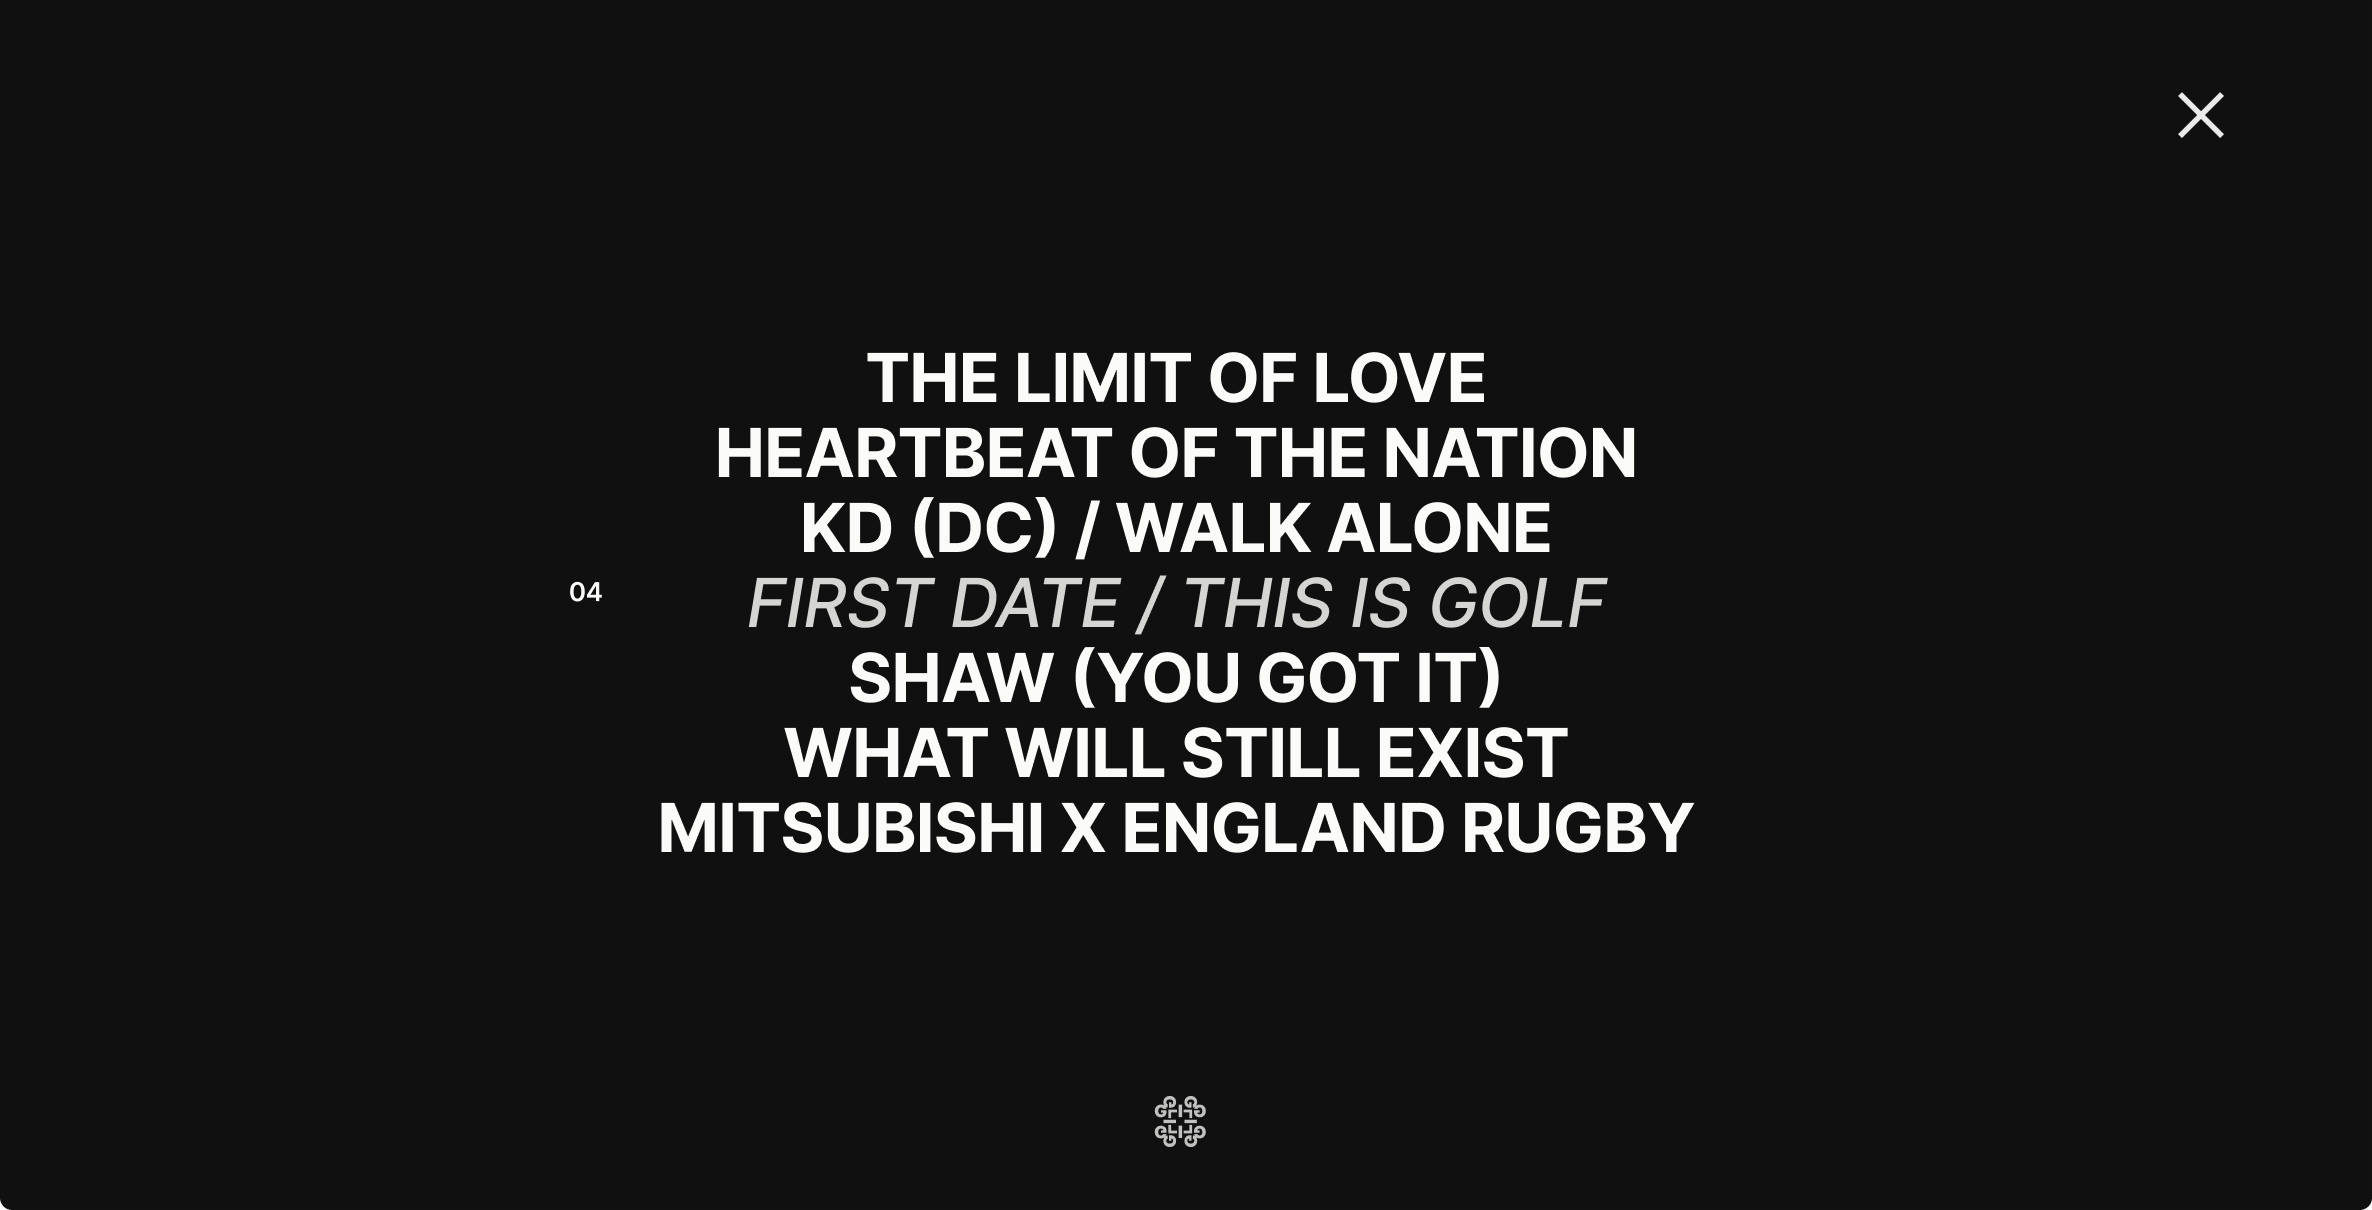 THE LIMIT OF LOVE
HEARTBEAT OF THE NATION
KD (DC) / WALK ALONE
04
FIRST DATE / THIS IS GOLF
SHAW (YOU GOT IT)
WHAT WILL STILL EXIST
MITSUBISHI X ENGLAND RUGBY